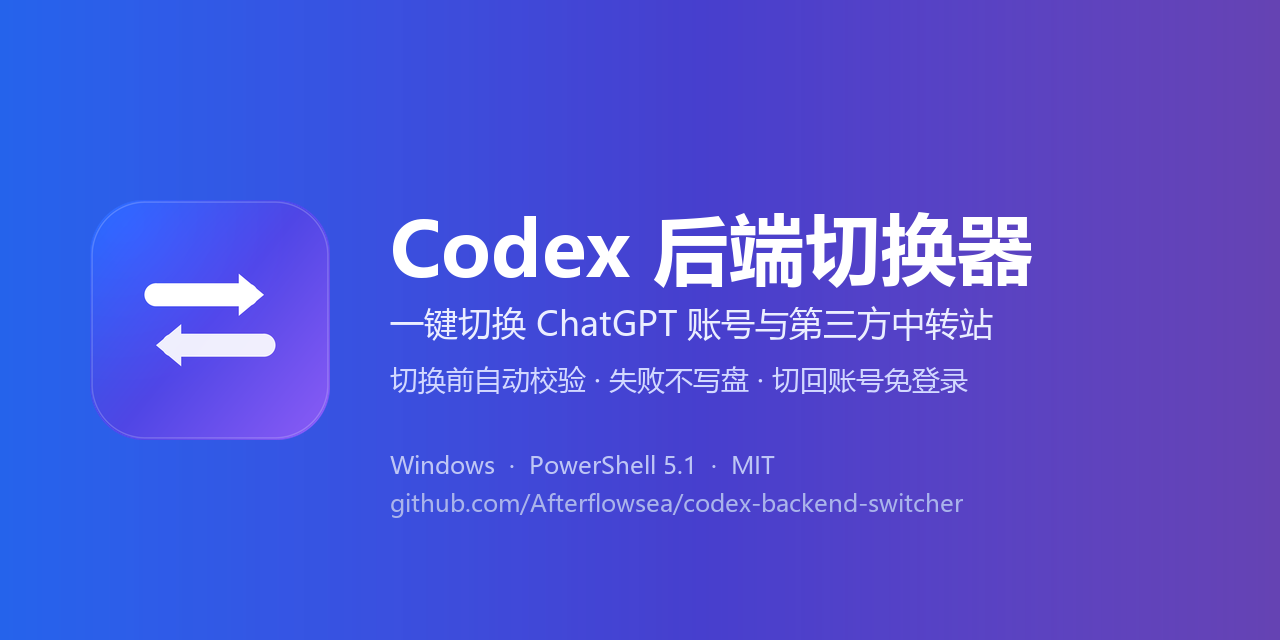 Codex 后端切换器
一键切换 ChatGPT 账号与第三方中转站
切换前自动校验 · 失败不写盘 · 切回账号免登录
Windows · PowerShell 5.1 · MIT
github.com/Afterflowsea/codex-backend-switcher